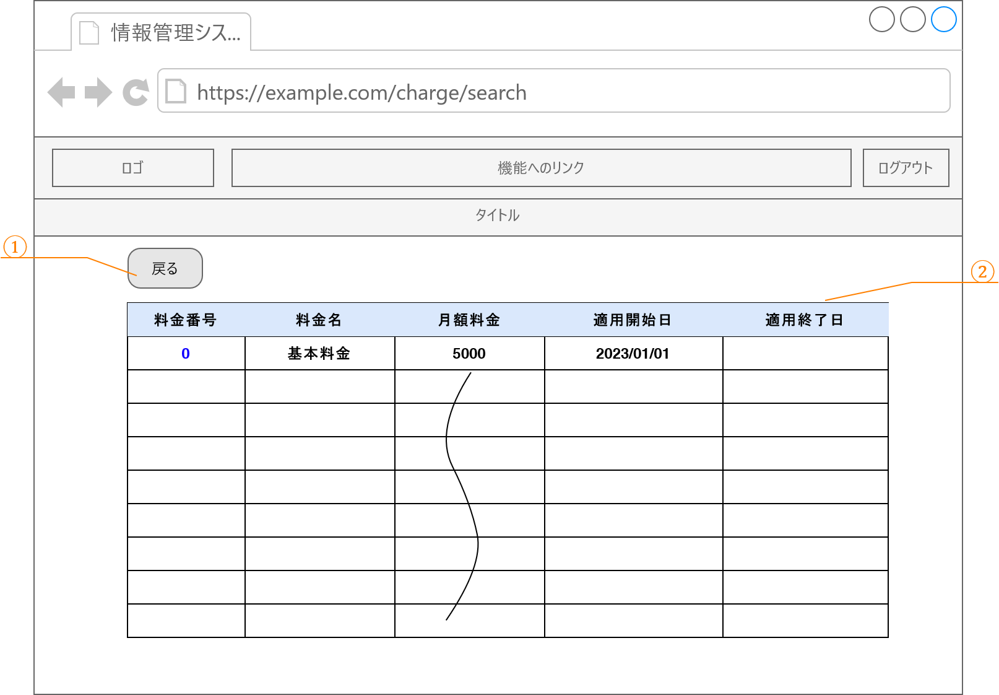 情報管理シス...
https://example.com/charge/search
ロゴ
機能へのリンク
ログアウト
タイトル
①
戻る
②
料金番号 料金名 月額料金 適用開始日 適用終了日
0 基本料金 5000 2023/01/01